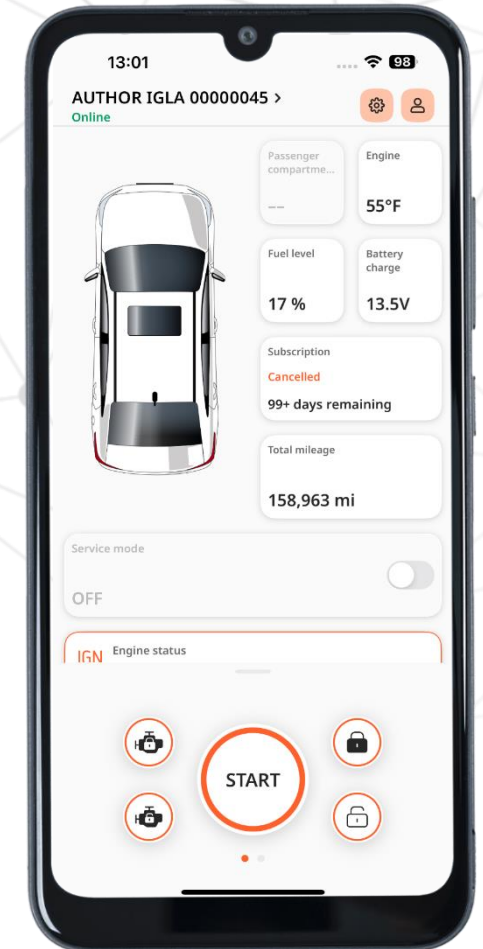 13:01
98
AUTHOR IGLA 00000045 >
Online
Passenger
compartme...
--
Engine
55°F
Fuel level
17 %
Battery
charge
13.5V
Subscription
Cancelled
99+ days remaining
Total mileage
158,963 mi
Service mode
OFF
IGN
Engine status
START